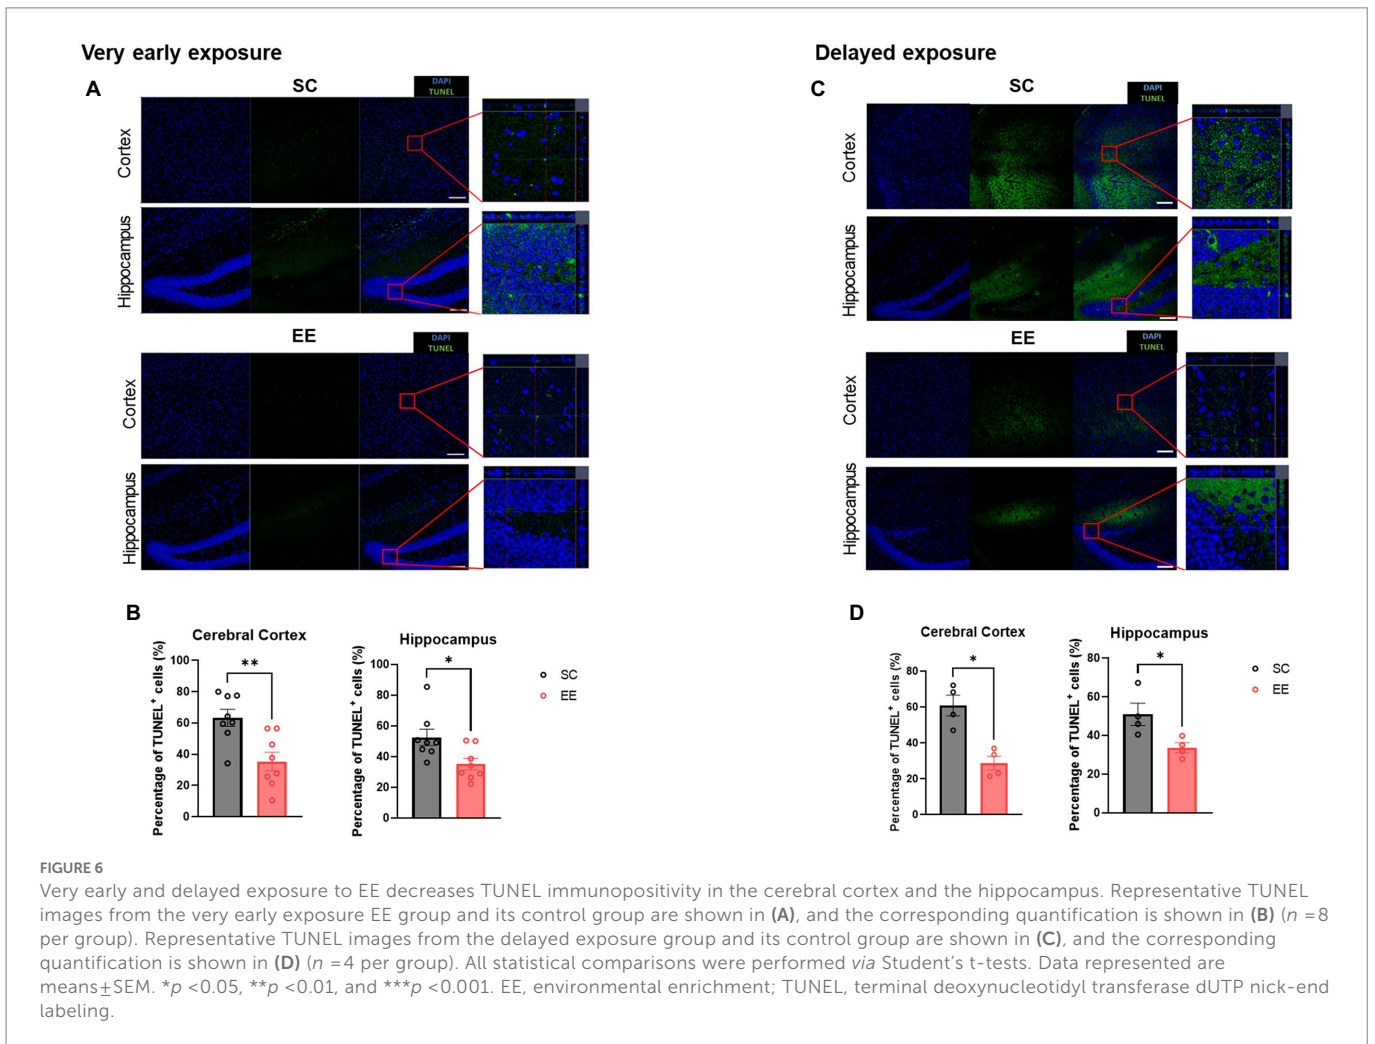 Very early exposure
A
SC
DAPI
TUNEL
Cortex
Hippocampus
EE
DAPI
TUNEL
Cortex
Hippocampus
B
Cerebral Cortex
Percentage of TUNEL+ cells (%)
100
80
60
40
20
0
**
Hippocampus
Percentage of TUNEL+ cells (%)
100
80
60
40
20
0
*
SC
EE
Delayed exposure
C
SC
DAPI
TUNEL
Cortex
Hippocampus
EE
DAPI
TUNEL
Cortex
Hippocampus
D
Cerebral Cortex
Percentage of TUNEL+ cells (%)
80
60
40
20
0
*
Hippocampus
Percentage of TUNEL+ cells (%)
80
60
40
20
0
*
SC
EE
FIGURE 6
Very early and delayed exposure to EE decreases TUNEL immunopositivity in the cerebral cortex and the hippocampus. Representative TUNEL
images from the very early exposure EE group and its control group are shown in (A), and the corresponding quantification is shown in (B) (n =8
per group). Representative TUNEL images from the delayed exposure group and its control group are shown in (C), and the corresponding
quantification is shown in (D) (n =4 per group). All statistical comparisons were performed via Student's t-tests. Data represented are
means±SEM. *p <0.05, **p <0.01, and ***p <0.001. EE, environmental enrichment; TUNEL, terminal deoxynucleotidyl transferase dUTP nick-end
labeling.